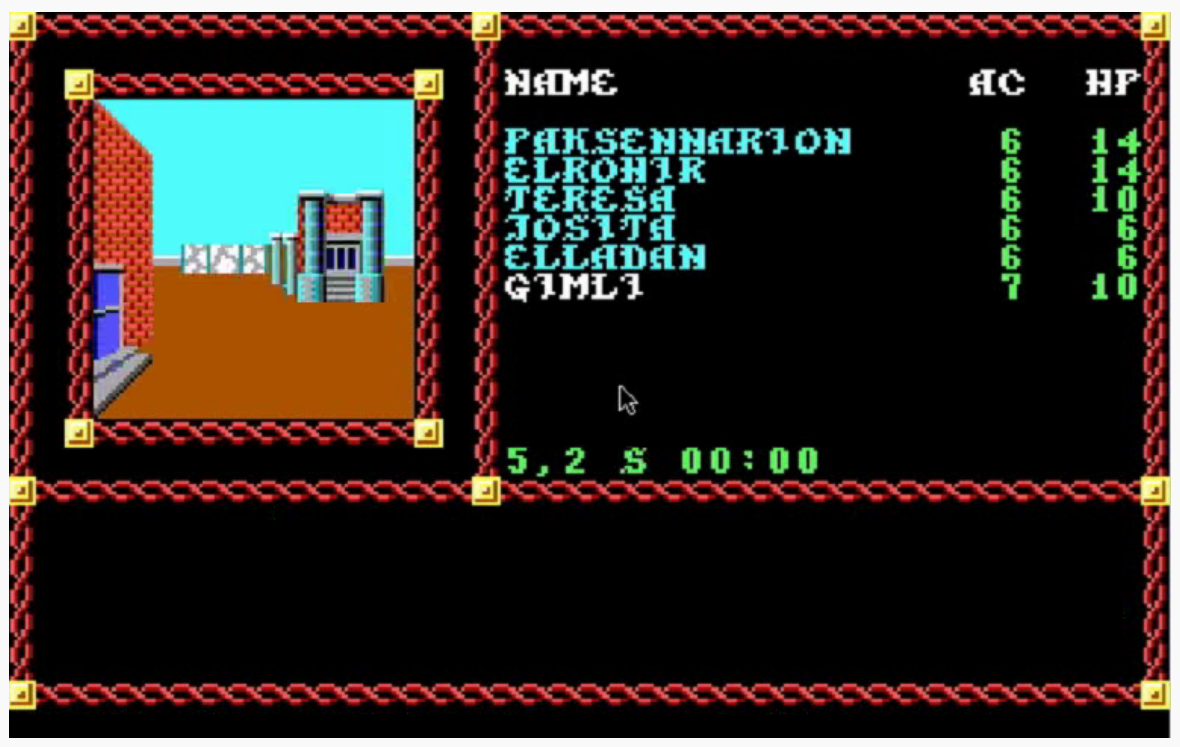 NAME AC HP
PAKSENNARION 6 14
ELROHIR 6 14
TERESA 6 10
JOSITA 6 6
ELLADAN 6 6
GIMLI 7 10
5,2 S 00:00